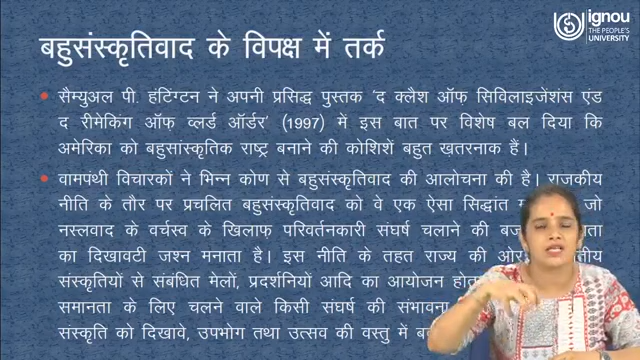 ignou
THE PEOPLE'S
UNIVERSITY
बहुसंस्कृतिवाद के विपक्ष में तर्क
• सैम्युअल पी. हंटिंग्टन ने अपनी प्रसिद्ध पुस्तक 'द क्लैश ऑफ सिविलाइजेशंस एंड
द रीमेकिंग ऑफ व्लर्ड ऑर्डर' (1997) में इस बात पर विशेष बल दिया कि
अमेरिका को बहुसांस्कृतिक राष्ट्र बनाने की कोशिशें बहुत ख़तरनाक हैं।
• वामपंथी विचारकों ने भिन्न कोण से बहुसंस्कृतिवाद की आलोचना की है। राजकीय
नीति के तौर पर प्रचलित बहुसंस्कृतिवाद को वे एक ऐसा सिद्धांत जो
नस्लवाद के वर्चस्व के खिलाफ परिवर्तनकारी संघर्ष चलाने की
का दिखावटी जश्न मनाता है। इस नीति के तहत राज्य की ओर
संस्कृतियों से संबंधित मेलों, प्रदर्शनियों आदि का आयोजन
समानता के लिए चलने वाले किसी संघर्ष की संभावना
संस्कृति को दिखावे, उपभोग तथा उत्सव की वस्तु में